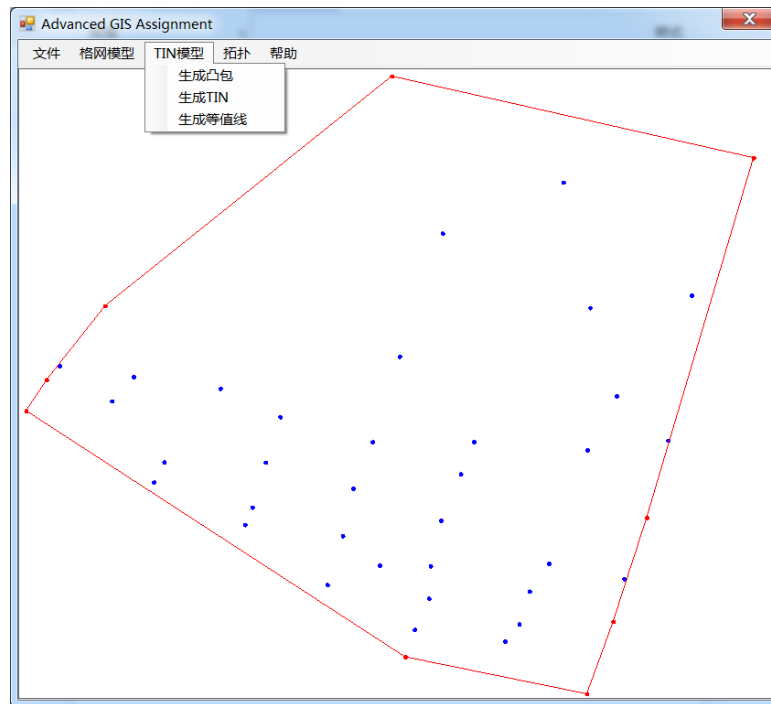 Advanced GIS Assignment
文件 格网模型 TIN模型 拓扑 帮助
生成凸包
生成TIN
生成等值线